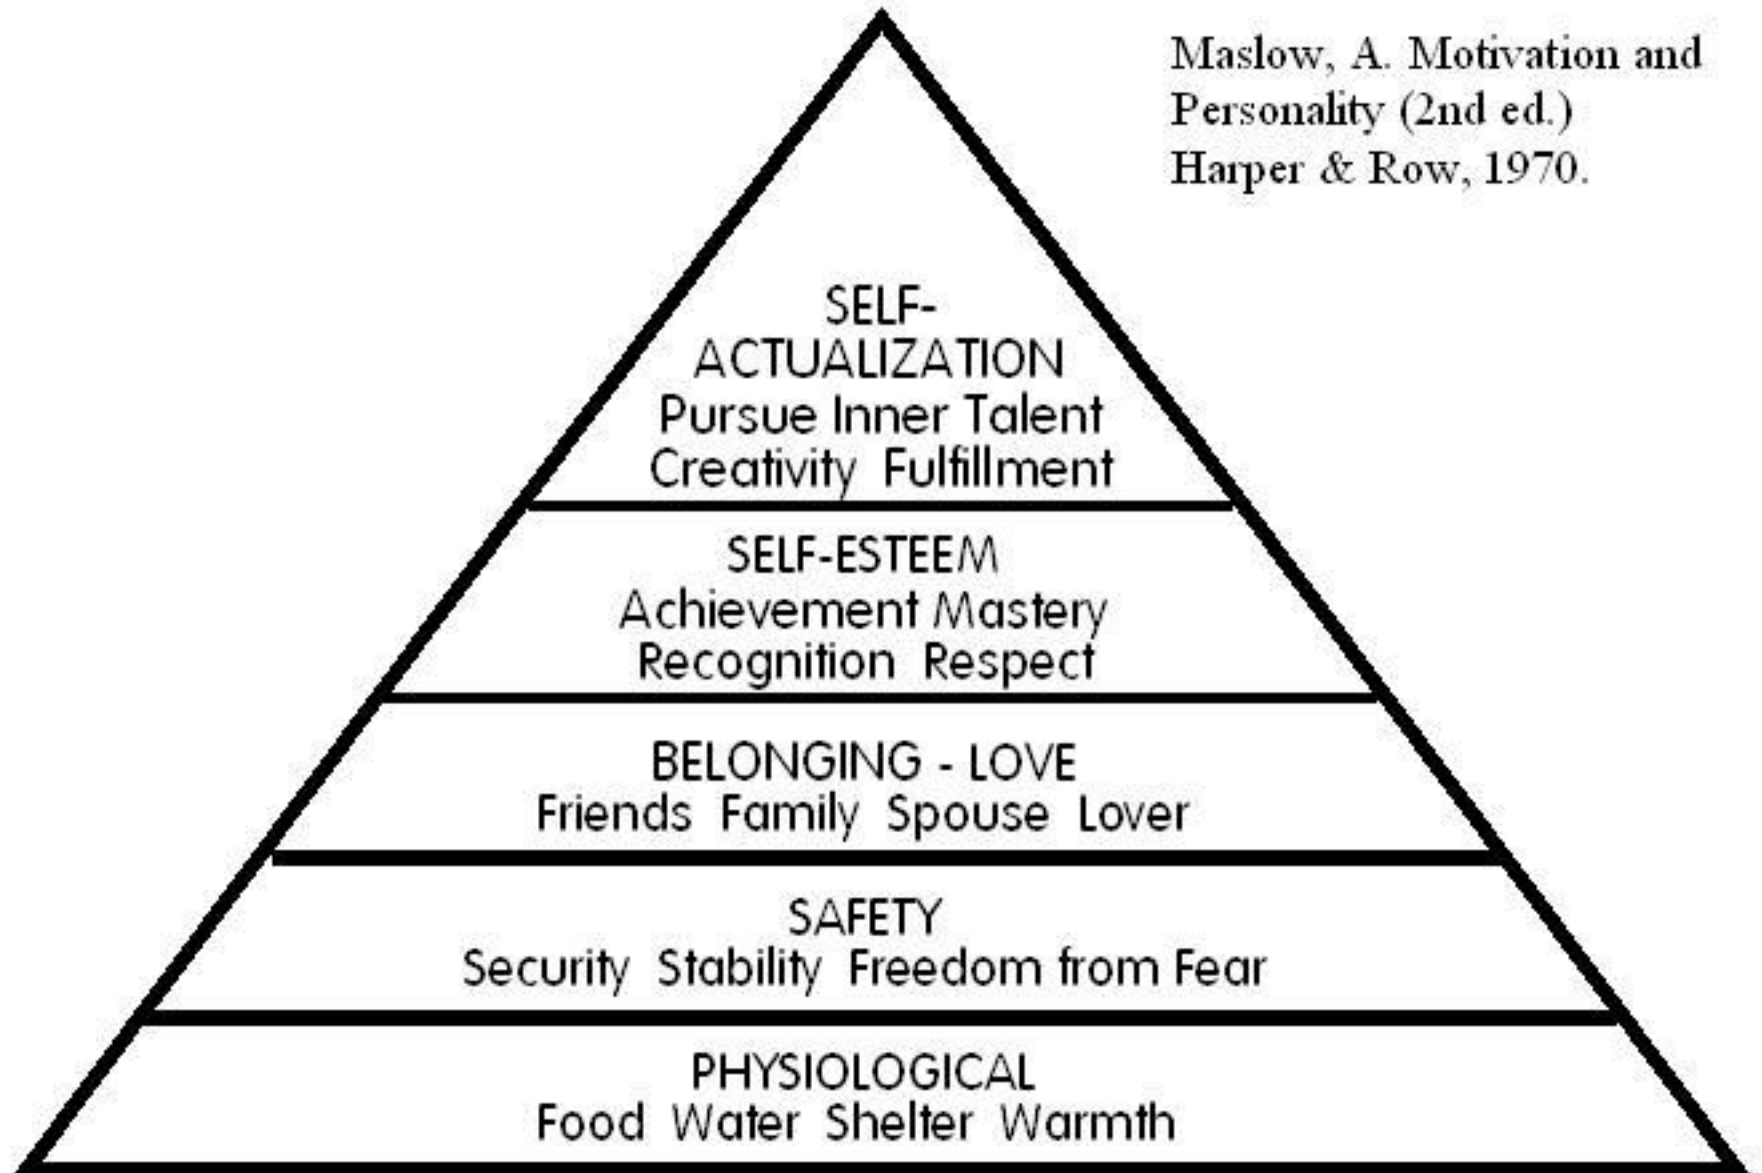 Maslow, A. Motivation and
Personality (2nd ed.)
Harper & Row, 1970.
SELF-
ACTUALIZATION
Pursue Inner Talent
Creativity Fulfillment
SELF-ESTEEM
Achievement Mastery
Recognition Respect
BELONGING - LOVE
Friends Family Spouse Lover
SAFETY
Security Stability Freedom from Fear
PHYSIOLOGICAL
Food Water Shelter Warmth